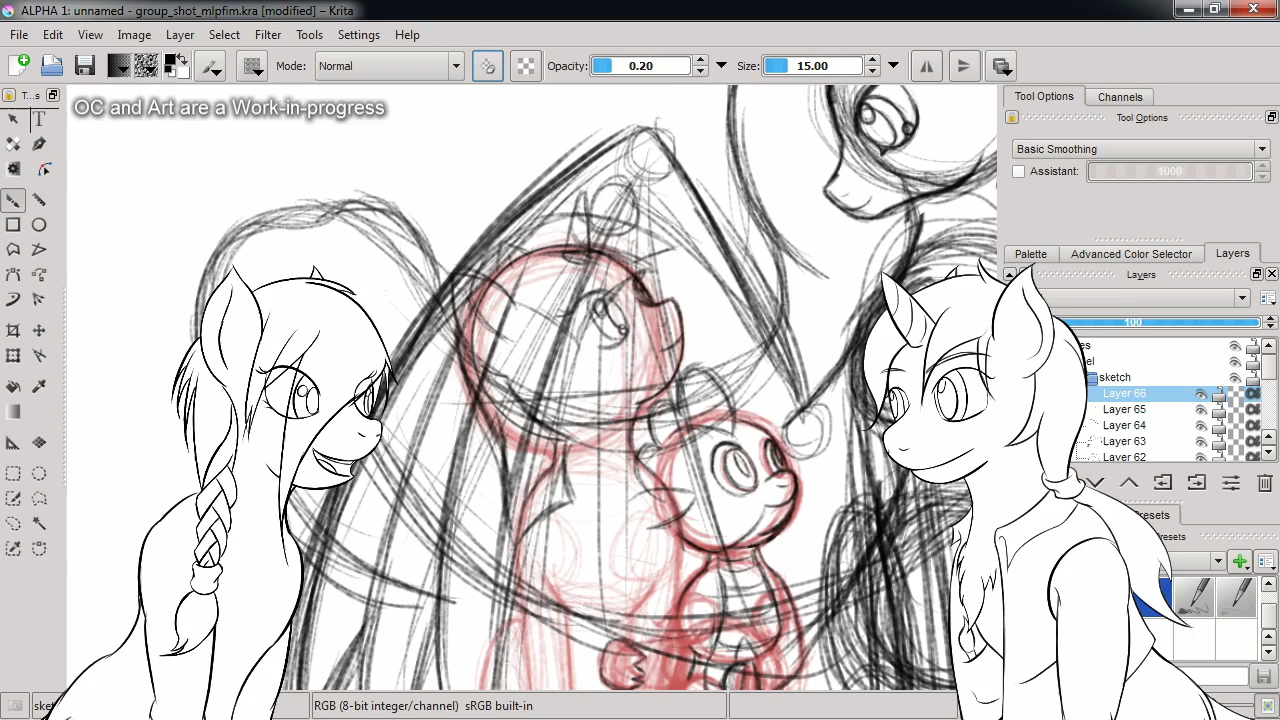 ALPHA 1: unnamed - group_shot_mlpfim.kra [modified] – Krita
File Edit View Image Layer Select Filter Tools Settings Help
Mode: Normal Opacity: 0.20 Size: 15.00
T...s
OC and Art are a Work-in-progress
Tool Options Channels
Tool Options
Basic Smoothing
Assistant: 1000
Palette Advanced Color Selector Layers
Layers
100
sketch
Layer 66
Layer 65
Layer 64
Layer 63
Layer 62
RGB (8-bit integer/channel) sRGB built-in